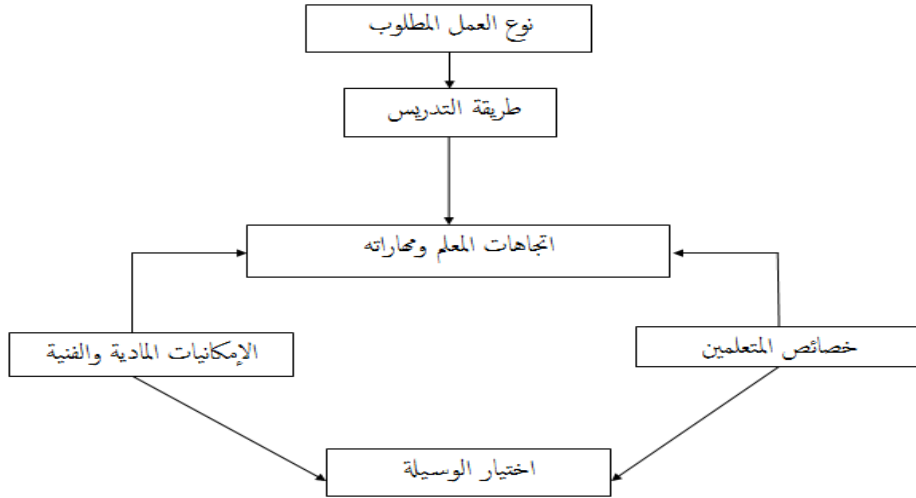 نوع العمل المطلوب
طريقة التدريس
اتجاهات المعلم ومهاراته
خصائص المتعلمين
الإمكانيات المادية والفنية
اختيار الوسيلة